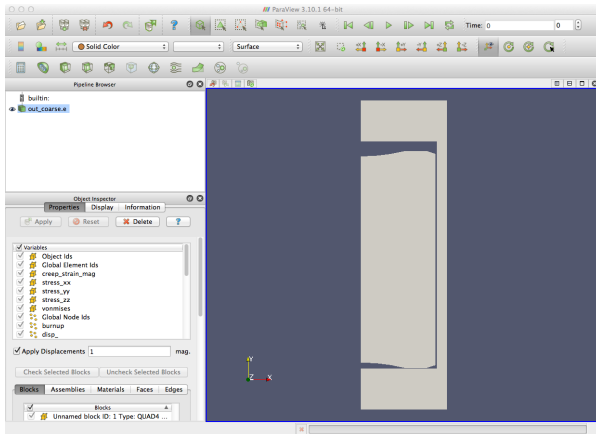 ParaView 3.10.1 64-bit
Time: 0
0
Solid Color
Surface
Pipeline Browser
builtin:
out_coarse.e
Object Inspector
Properties Display Information
Apply Reset Delete ?
Variables
Object Ids
Global Element Ids
creep_strain_mag
stress_xx
stress_yy
stress_zz
vonmises
Global Node Ids
burnup
disp_
Apply Displacements 1 mag.
Check Selected Blocks Uncheck Selected Blocks
Blocks Assemblies Materials Faces Edges
Blocks
Unnamed block ID: 1 Type: QUAD4 ...
Y
Z X